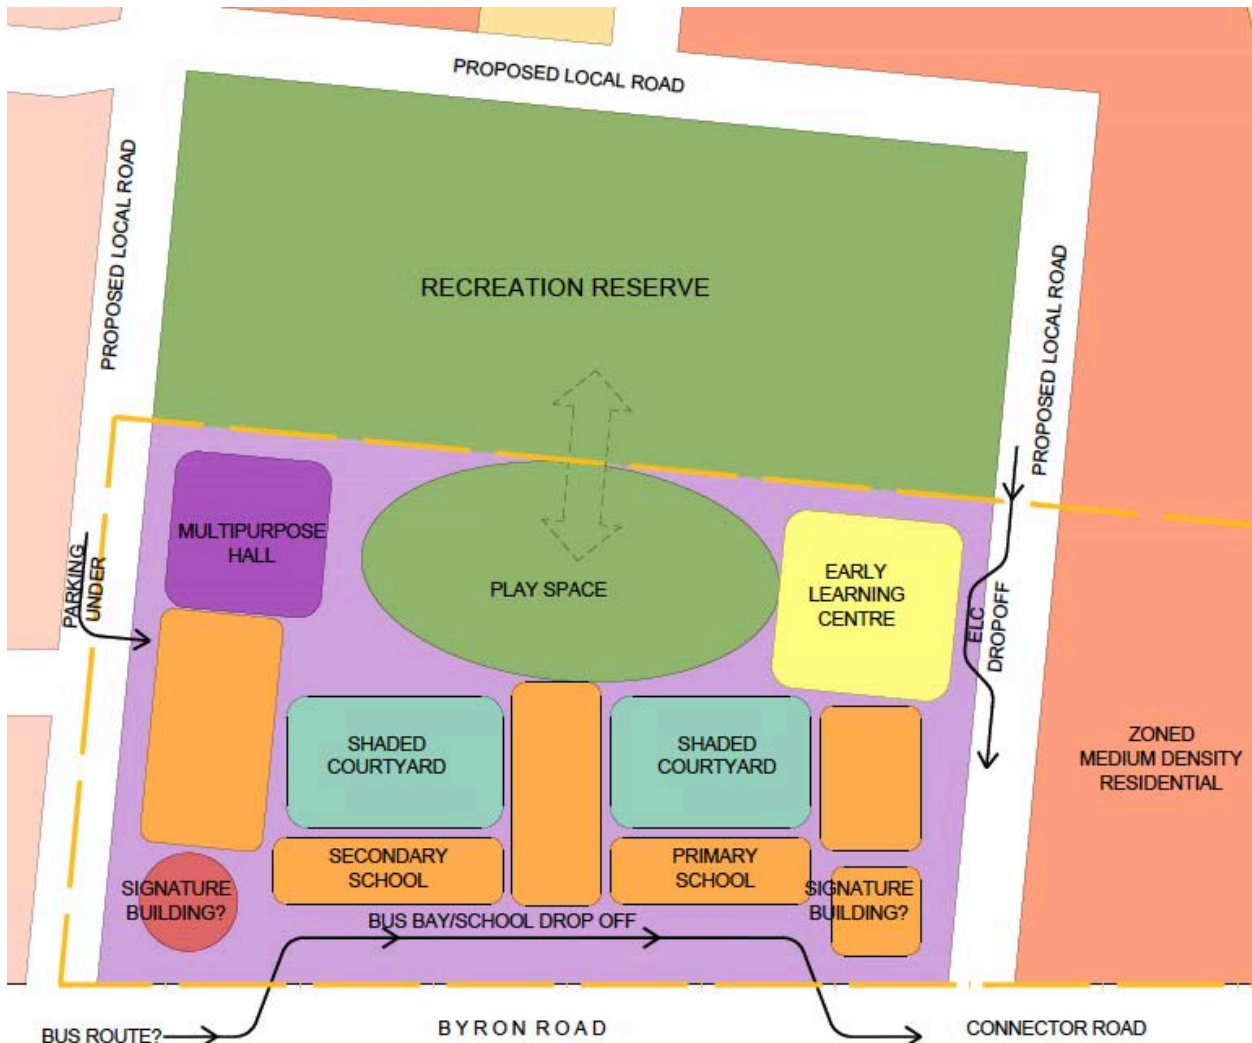 PROPOSED LOCAL ROAD
PROPOSED LOCAL ROAD
PROPOSED LOCAL ROAD
RECREATION RESERVE
MULTIPURPOSE
HALL
PLAY SPACE
EARLY
LEARNING
CENTRE
PARKING
UNDER
ELC
DROPOFF
SHADED
COURTYARD
SHADED
COURTYARD
ZONED
MEDIUM DENSITY
RESIDENTIAL
SECONDARY
SCHOOL
PRIMARY
SCHOOL
SIGNATURE
BUILDING?
SIGNATURE
BUILDING?
BUS BAY/SCHOOL DROP OFF
BUS ROUTE?
BYRON ROAD
CONNECTOR ROAD